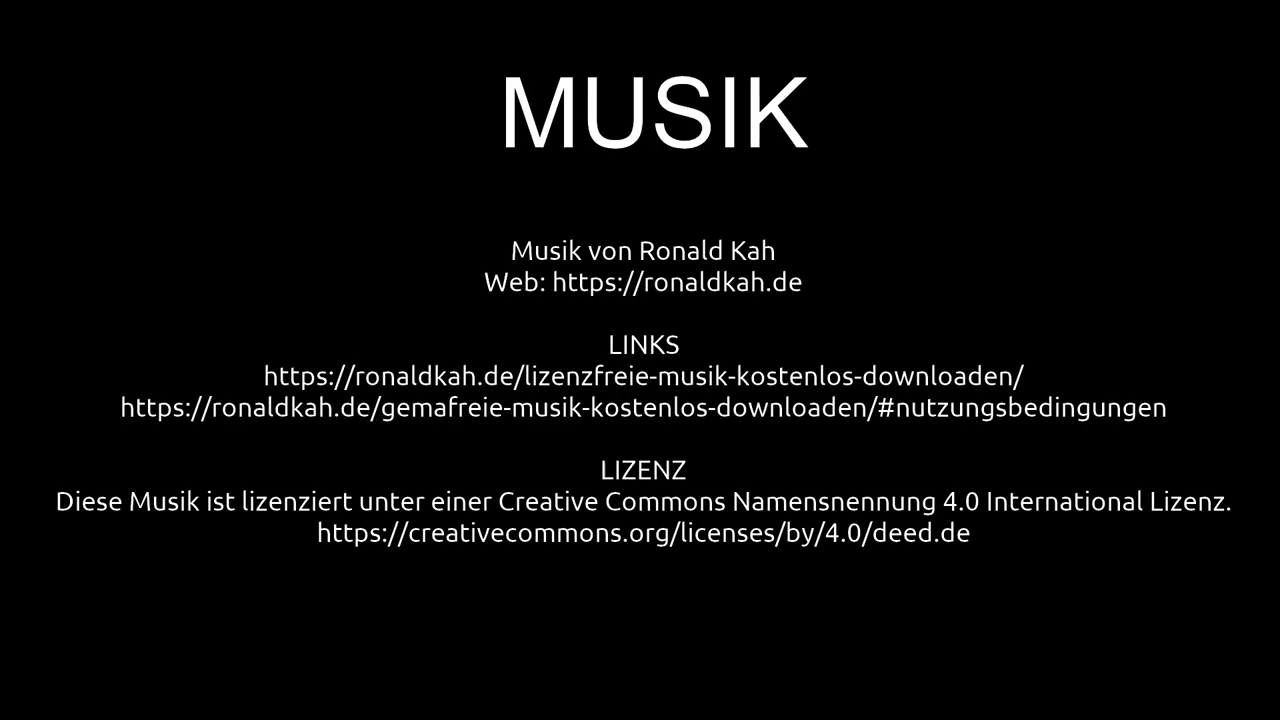 MUSIK
Musik von Ronald Kah
Web: https://ronaldkah.de
LINKS
https://ronaldkah.de/lizenzfreie-musik-kostenlos-downloaden/
https://ronaldkah.de/gemafreie-musik-kostenlos-downloaden/#nutzungsbedingungen
LIZENZ
Diese Musik ist lizenziert unter einer Creative Commons Namensnennung 4.0 International Lizenz.
https://creativecommons.org/licenses/by/4.0/deed.de